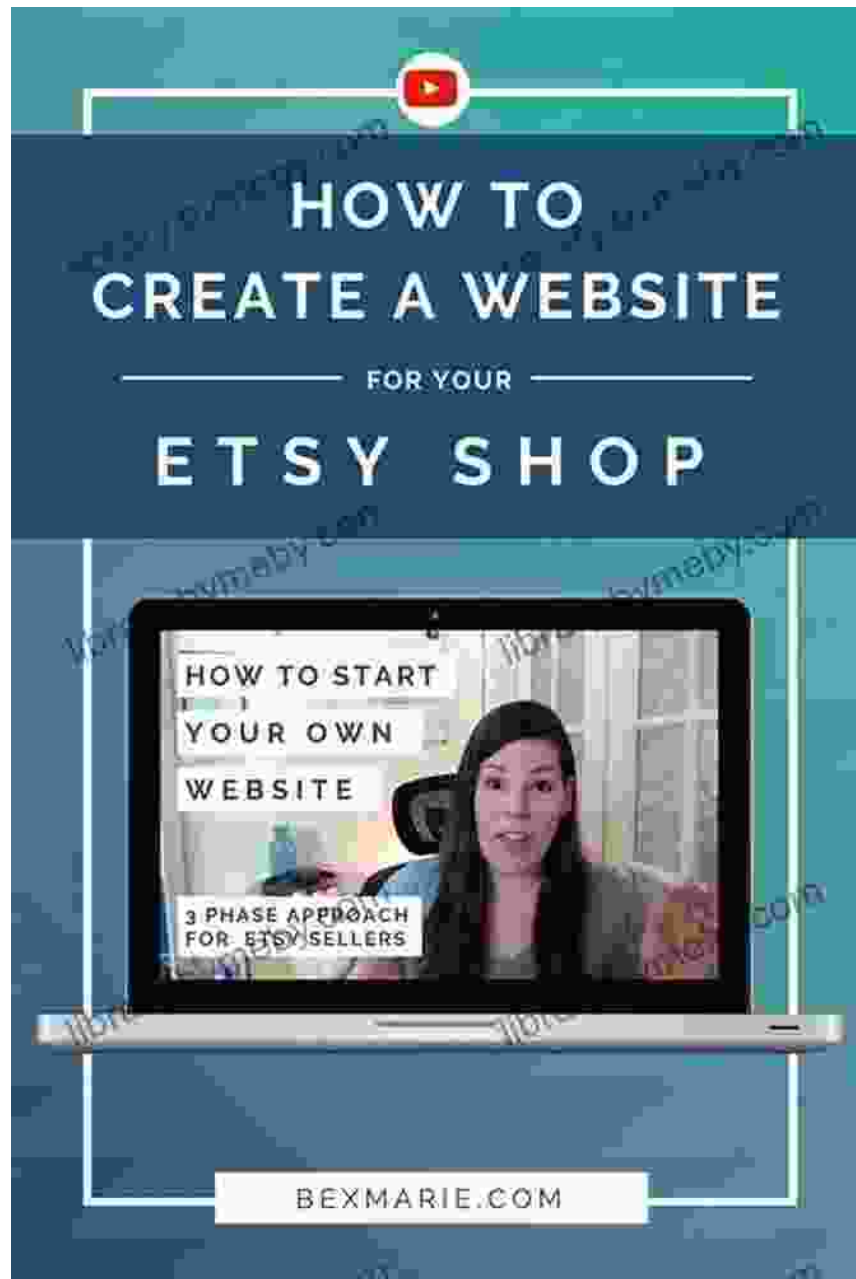 HOW TO
CREATE A WEBSITE
FOR YOUR
ETSY SHOP
HOW TO START
YOUR OWN
WEBSITE
3 PHASE APPROACH
FOR ETSY SELLERS
BEXMARIE.COM